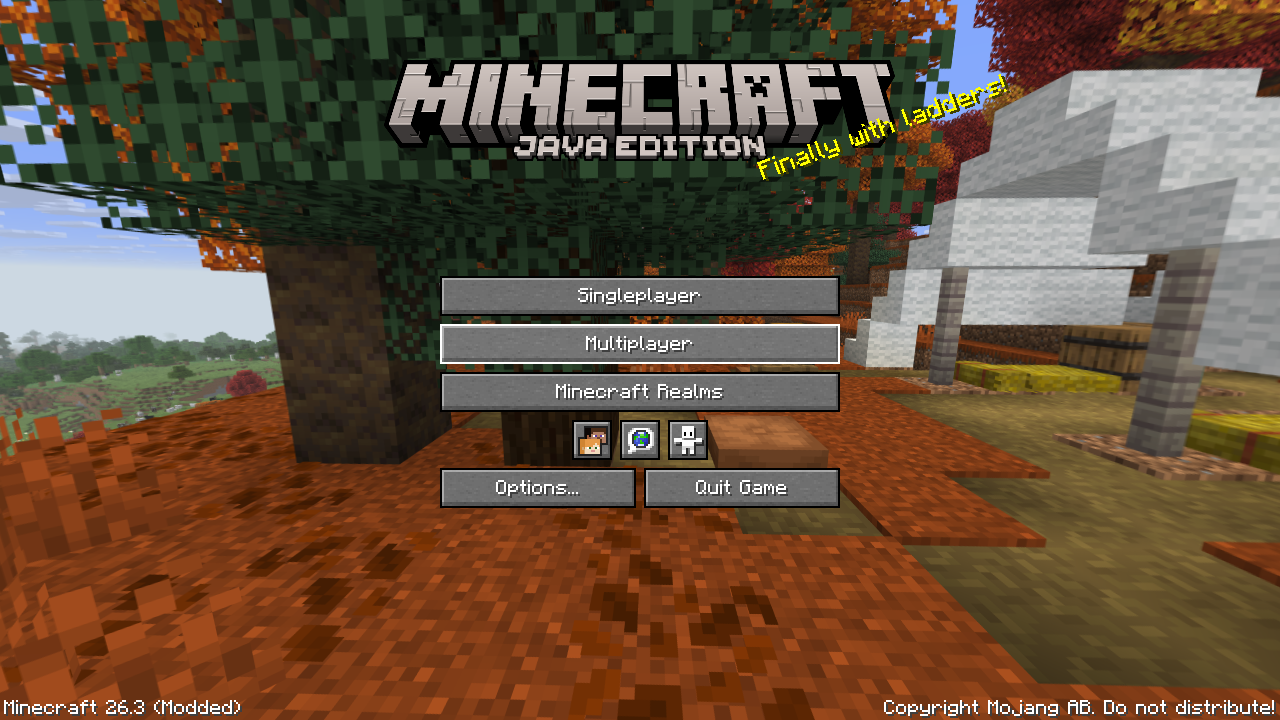 MINECRAFT
JAVA EDITION
Finally with ladders!
Singleplayer
Multiplayer
Minecraft Realms
Options...
Quit Game
Minecraft 26.3 (Modded)
Copyright Mojang AB. Do not distribute!